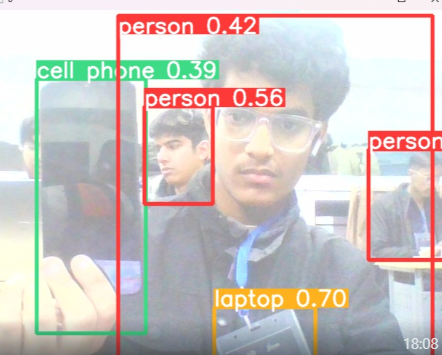 person 0.42
cell phone 0.39
person 0.56
person
laptop 0.70
18:08